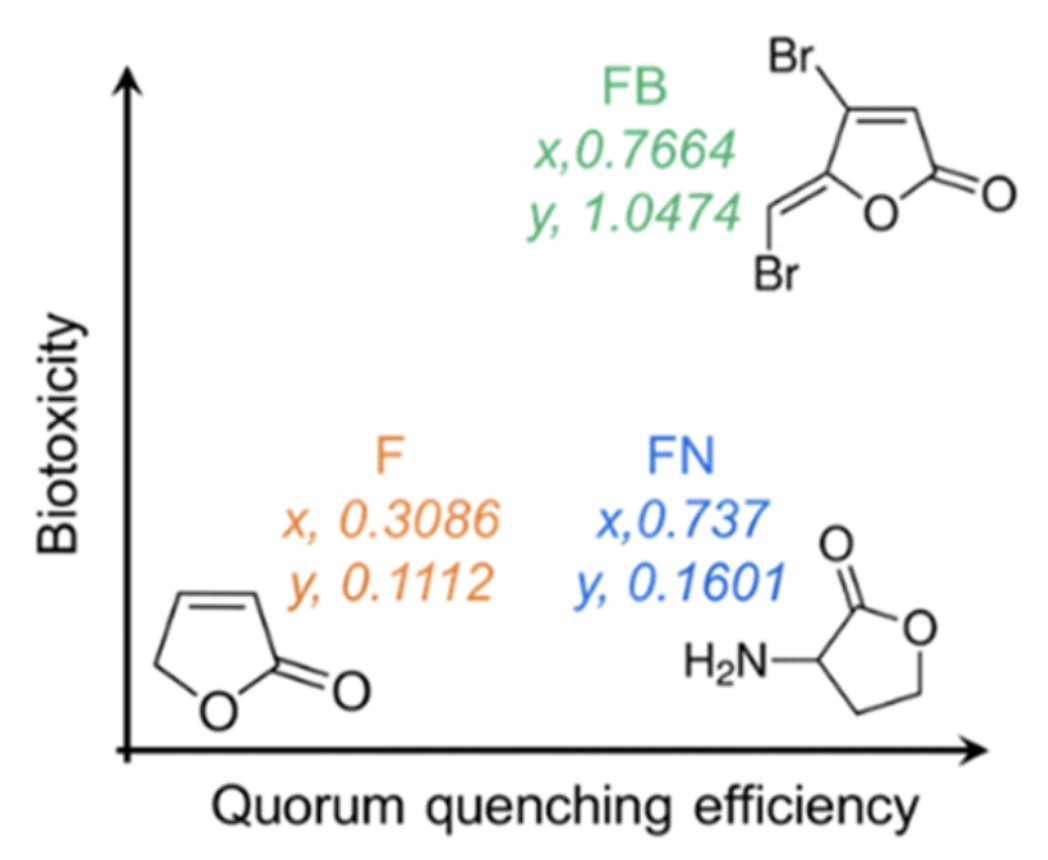 Biotoxicity
FB
x,0.7664
y, 1.0474
Br
O
O
Br
F
x, 0.3086
y, 0.1112
O
O
FN
x,0.737
y, 0.1601
O
O
H₂N
Quorum quenching efficiency